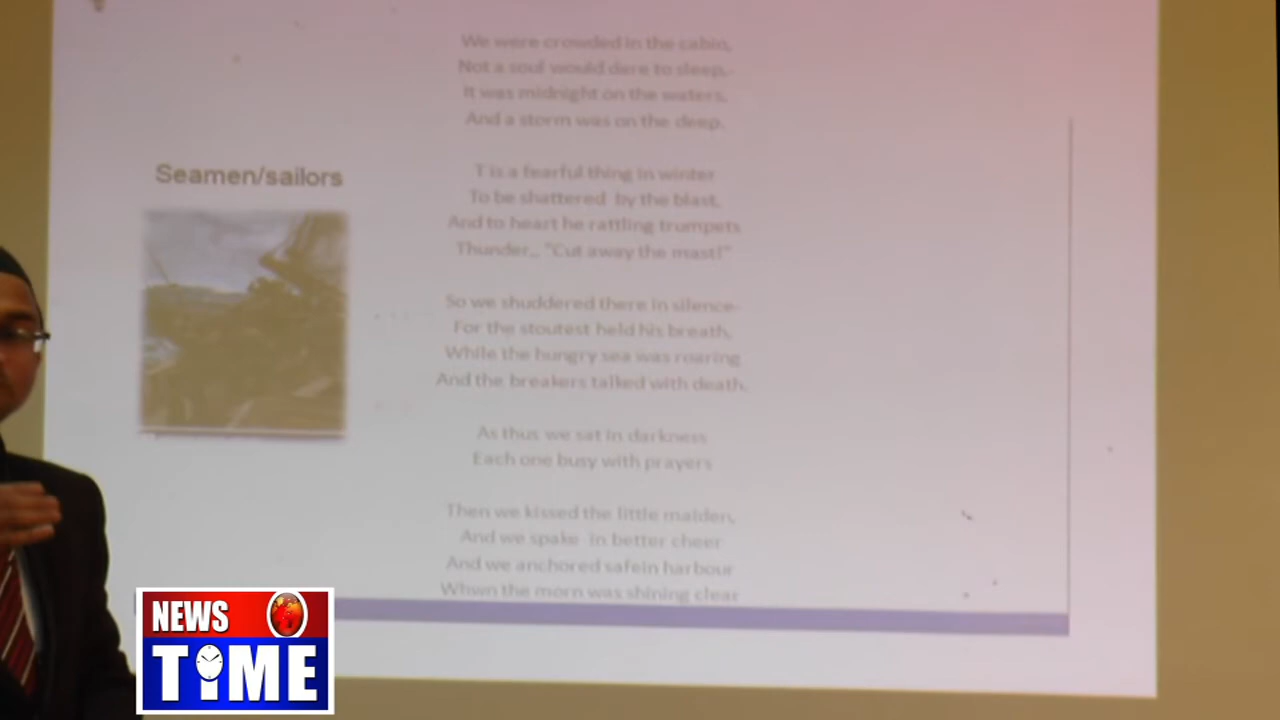 We were crowded in the cabin,
Not a soul would dare to sleep,-
It was midnight on the waters,
And a storm was on the deep.
Seamen/sailors
T is a fearful thing in winter
To be shattered by the blast,
And to heart he rattling trumpets
Thunder,, "Cut away the mast!"
So we shuddered there in silence-
For the stoutest held his breath,
While the hungry sea was roaring
And the breakers talked with death.
As thus we sat in darkness
Each one busy with prayers
Then we kissed the little maiden,
And we spake in better cheer
And we anchored safein harbour
Whwn the morn was shining clear
NEWS
TIME